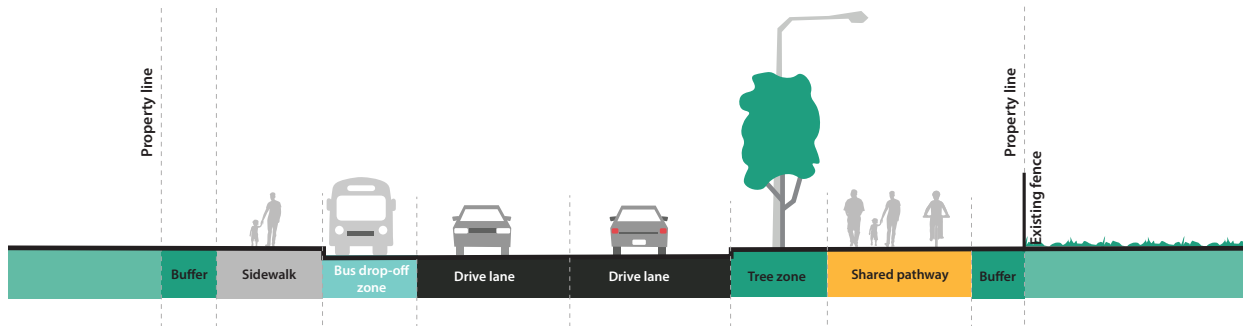 Property line
Property line
Existing fence
Buffer
Sidewalk
Bus drop-off
zone
Drive lane
Drive lane
Tree zone
Shared pathway
Buffer